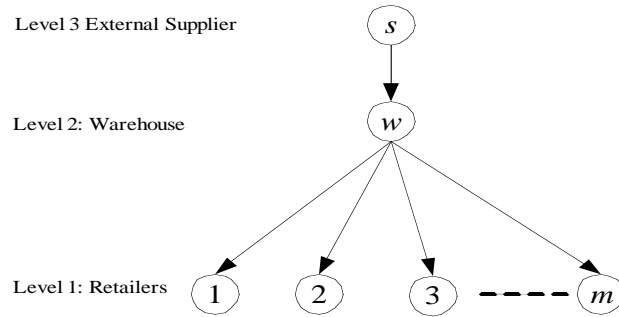 Level 3 External Supplier
s
Level 2: Warehouse
w
Level 1: Retailers
1 2 3 m